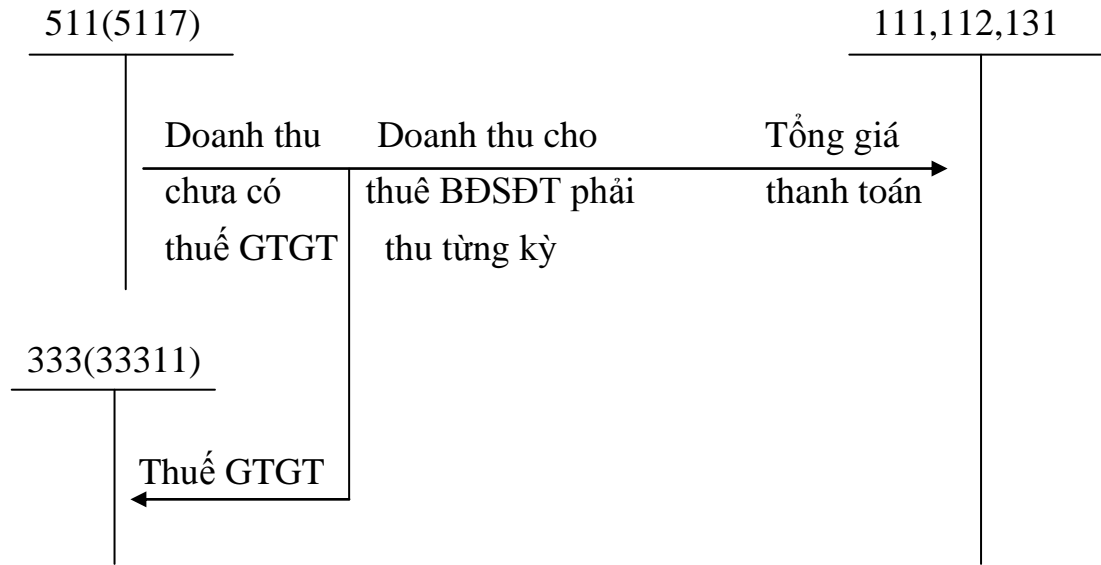 511(5117)
111,112,131
Doanh thu
chưa có
thuế GTGT
Doanh thu cho
thuê BĐSĐT phải
thu từng kỳ
Tổng giá
thanh toán
333(33311)
Thuế GTGT